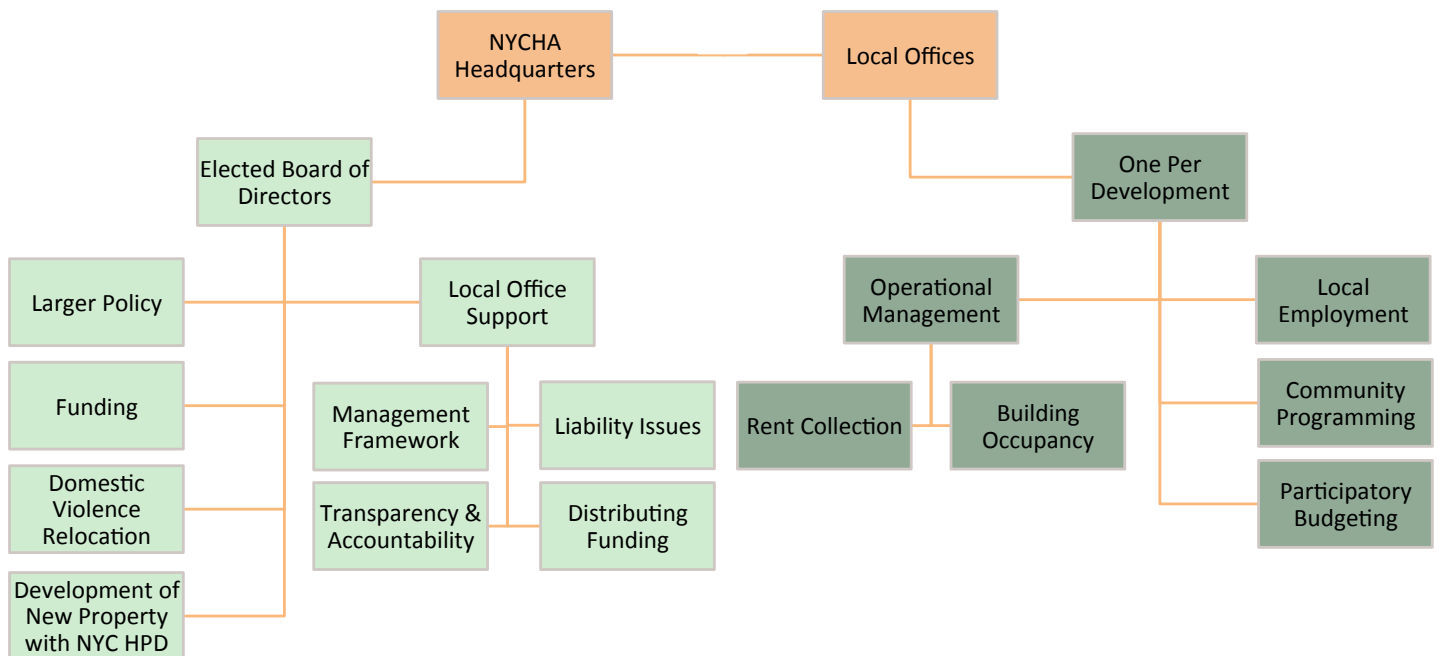 NYCHA
Headquarters
Local Offices
Elected Board of
Directors
One Per
Development
Larger Policy
Local Office
Support
Operational
Management
Local
Employment
Funding
Management
Framework
Liability Issues
Rent Collection
Building
Occupancy
Community
Programming
Domestic
Violence
Relocation
Transparency &
Accountability
Distributing
Funding
Participatory
Budgeting
Development of
New Property
with NYC HPD